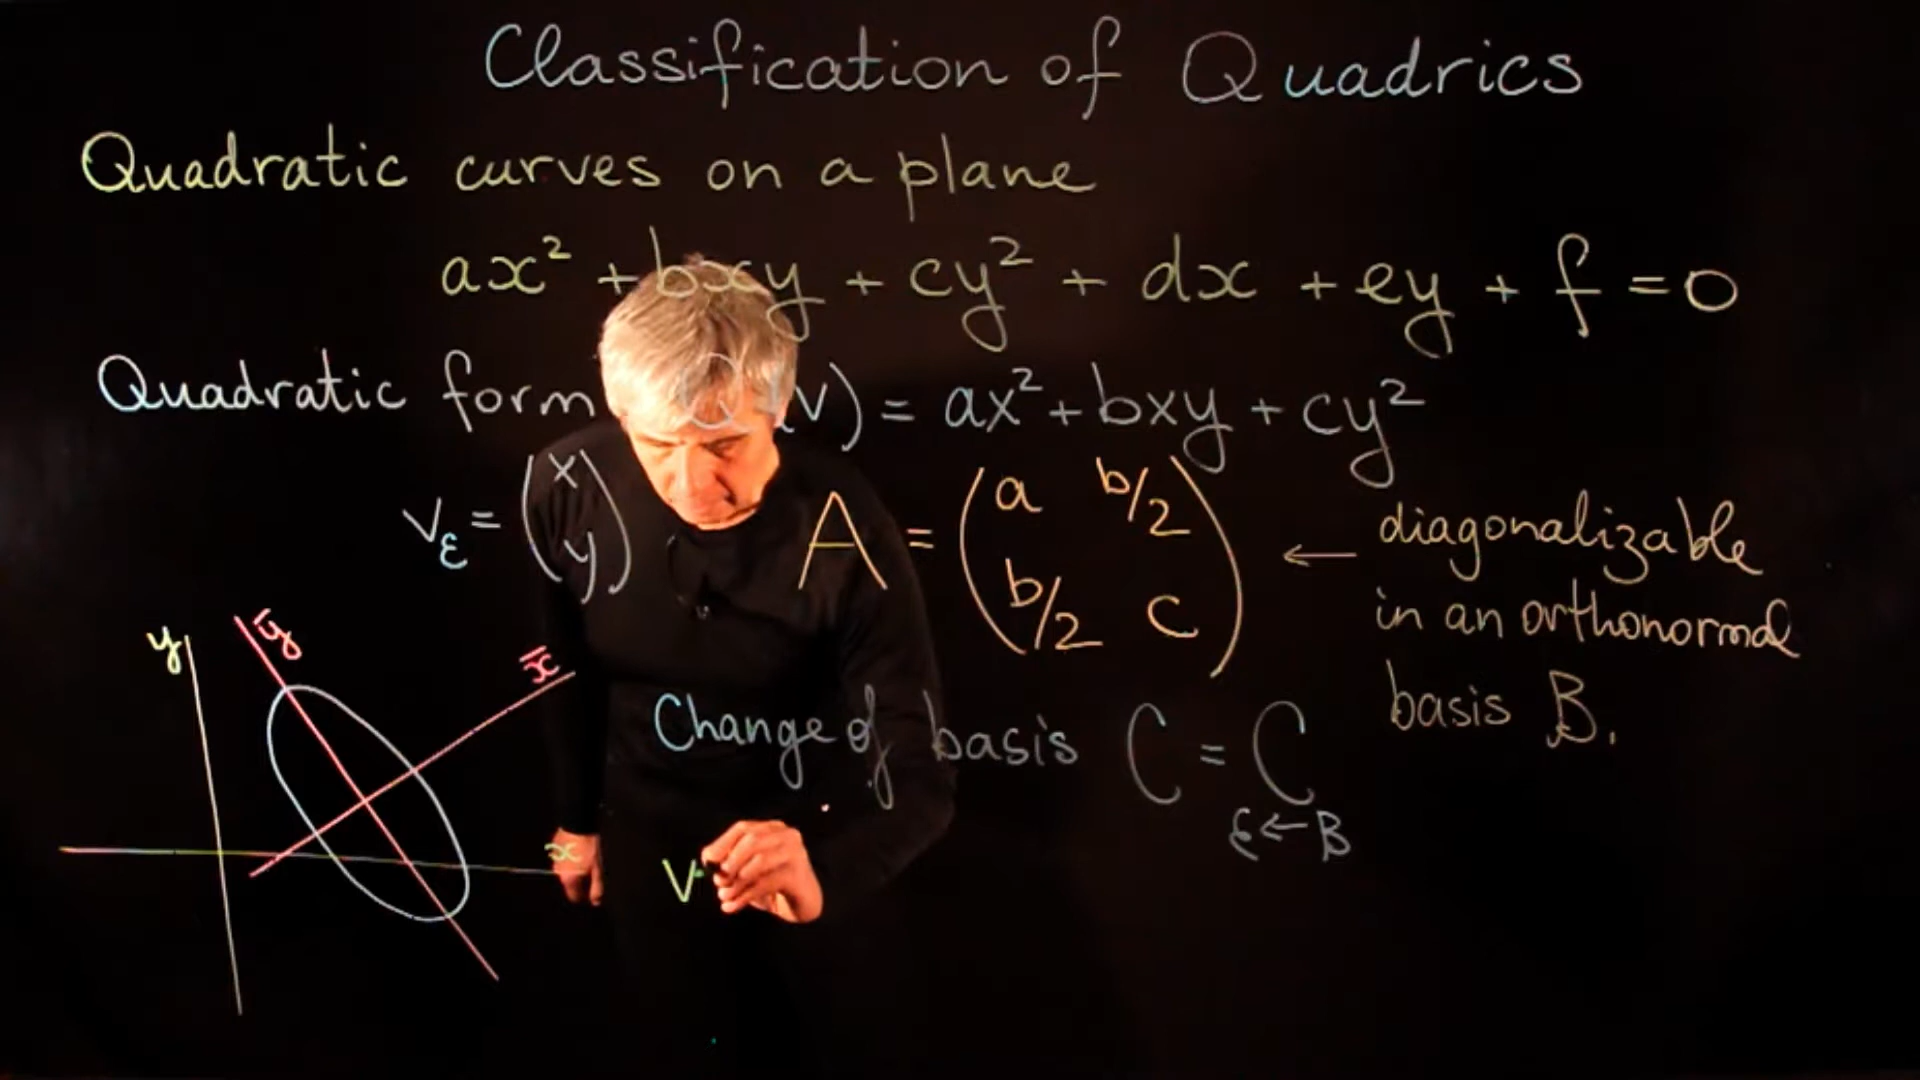 Classification of Quadrics
Quadratic curves on a plane
ax² + bxy + cy² + dx + ey + f = 0
Quadratic form Q(v) = ax² + bxy + cy²
v_ε = (x y)
A = (a b/2
b/2 c)
← diagonalizable
in an orthonormal
basis B.
Change of basis C = C
ε←B
y
ȳ
x̄
x
v